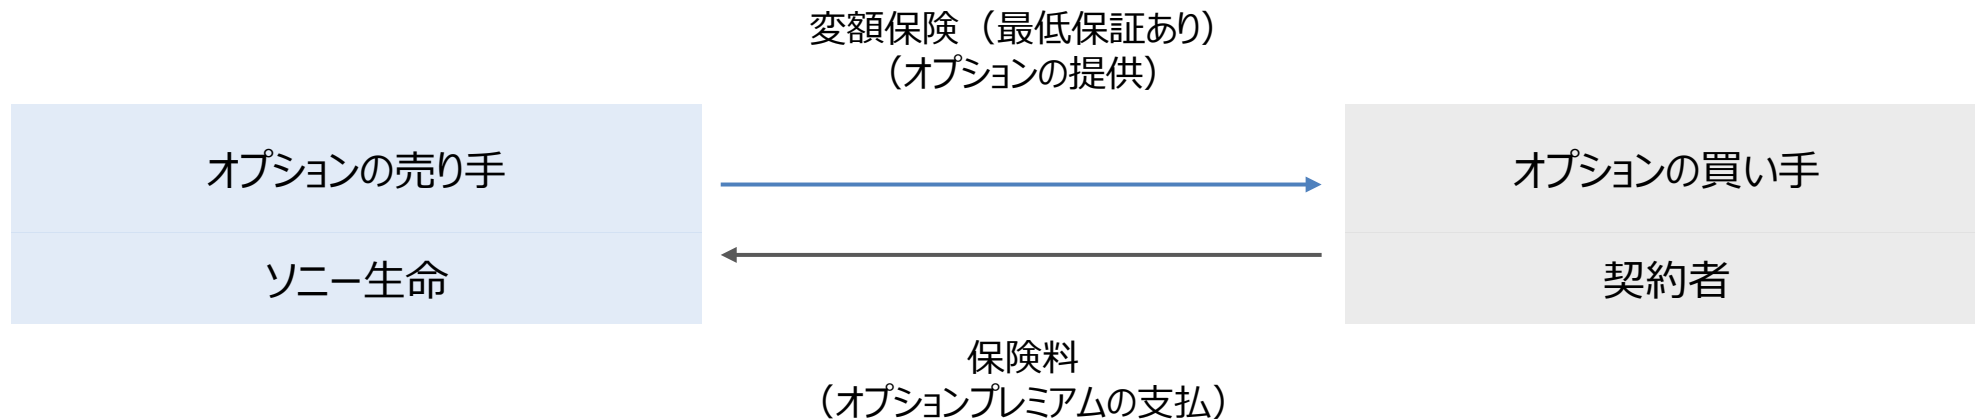 変額保険（最低保証あり）
（オプションの提供）
オプションの売り手
オプションの買い手
ソニー生命
契約者
保険料
（オプションプレミアムの支払）